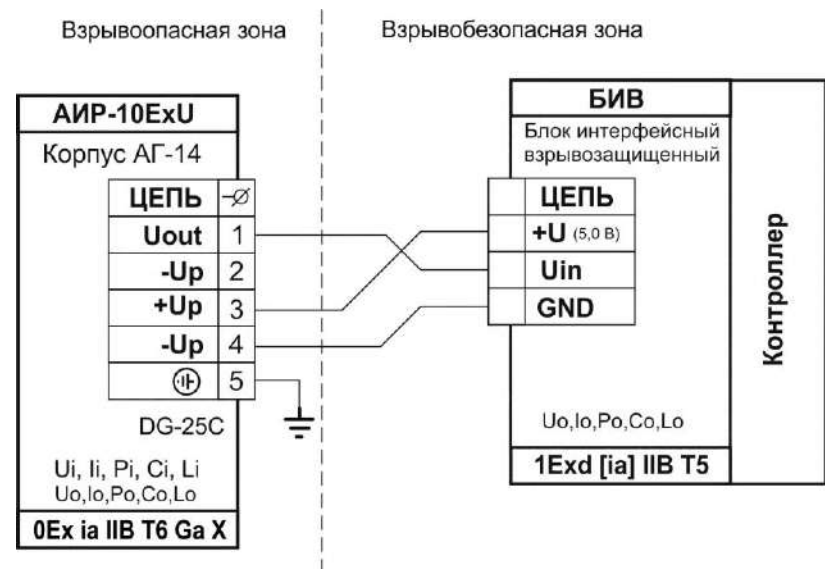 Взрывоопасная зона
Взрывобезопасная зона
АИР-10ExU
Корпус АГ-14
ЦЕПЬ
Uout 1
-Up 2
+Up 3
-Up 4
5
DG-25C
Ui, Ii, Pi, Ci, Li
Uo,Io,Po,Co,Lo
0Ex ia IIB T6 Ga X
БИВ
Блок интерфейсный
взрывозащищенный
ЦЕПЬ
+U (5,0 В)
Uin
GND
Uo,Io,Po,Co,Lo
1Exd [ia] IIB T5
Контроллер